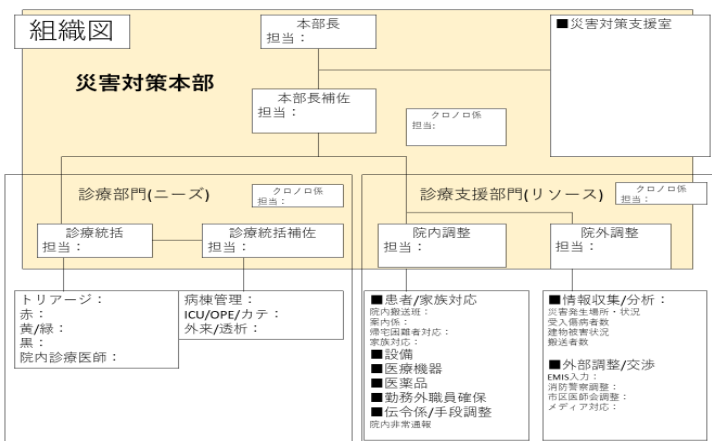 組織図
本部長
担当：
■災害対策支援室
災害対策本部
本部長補佐
担当：
クロノロ係
担当:
診療部門(ニーズ)
クロノロ係
担当：
診療支援部門(リソース)
クロノロ係
担当：
診療統括
担当：
診療統括補佐
担当：
院内調整
担当：
院外調整
担当：
トリアージ：
赤：
黄/緑：
黒：
院内診療医師：
病棟管理：
ICU/OPE/カテ：
外来/透析：
■患者/家族対応
院内搬送班：
案内係：
帰宅困難者対応：
家族対応：
■設備
■医療機器
■医薬品
■勤務外職員確保
■伝令係/手段調整
院内非常通報
■情報収集/分析：
災害発生場所・状況
受入傷病者数
建物被害状況
搬送者数
■外部調整/交渉
EMIS入力：
消防警察調整：
市区医師会調整：
メディア対応：